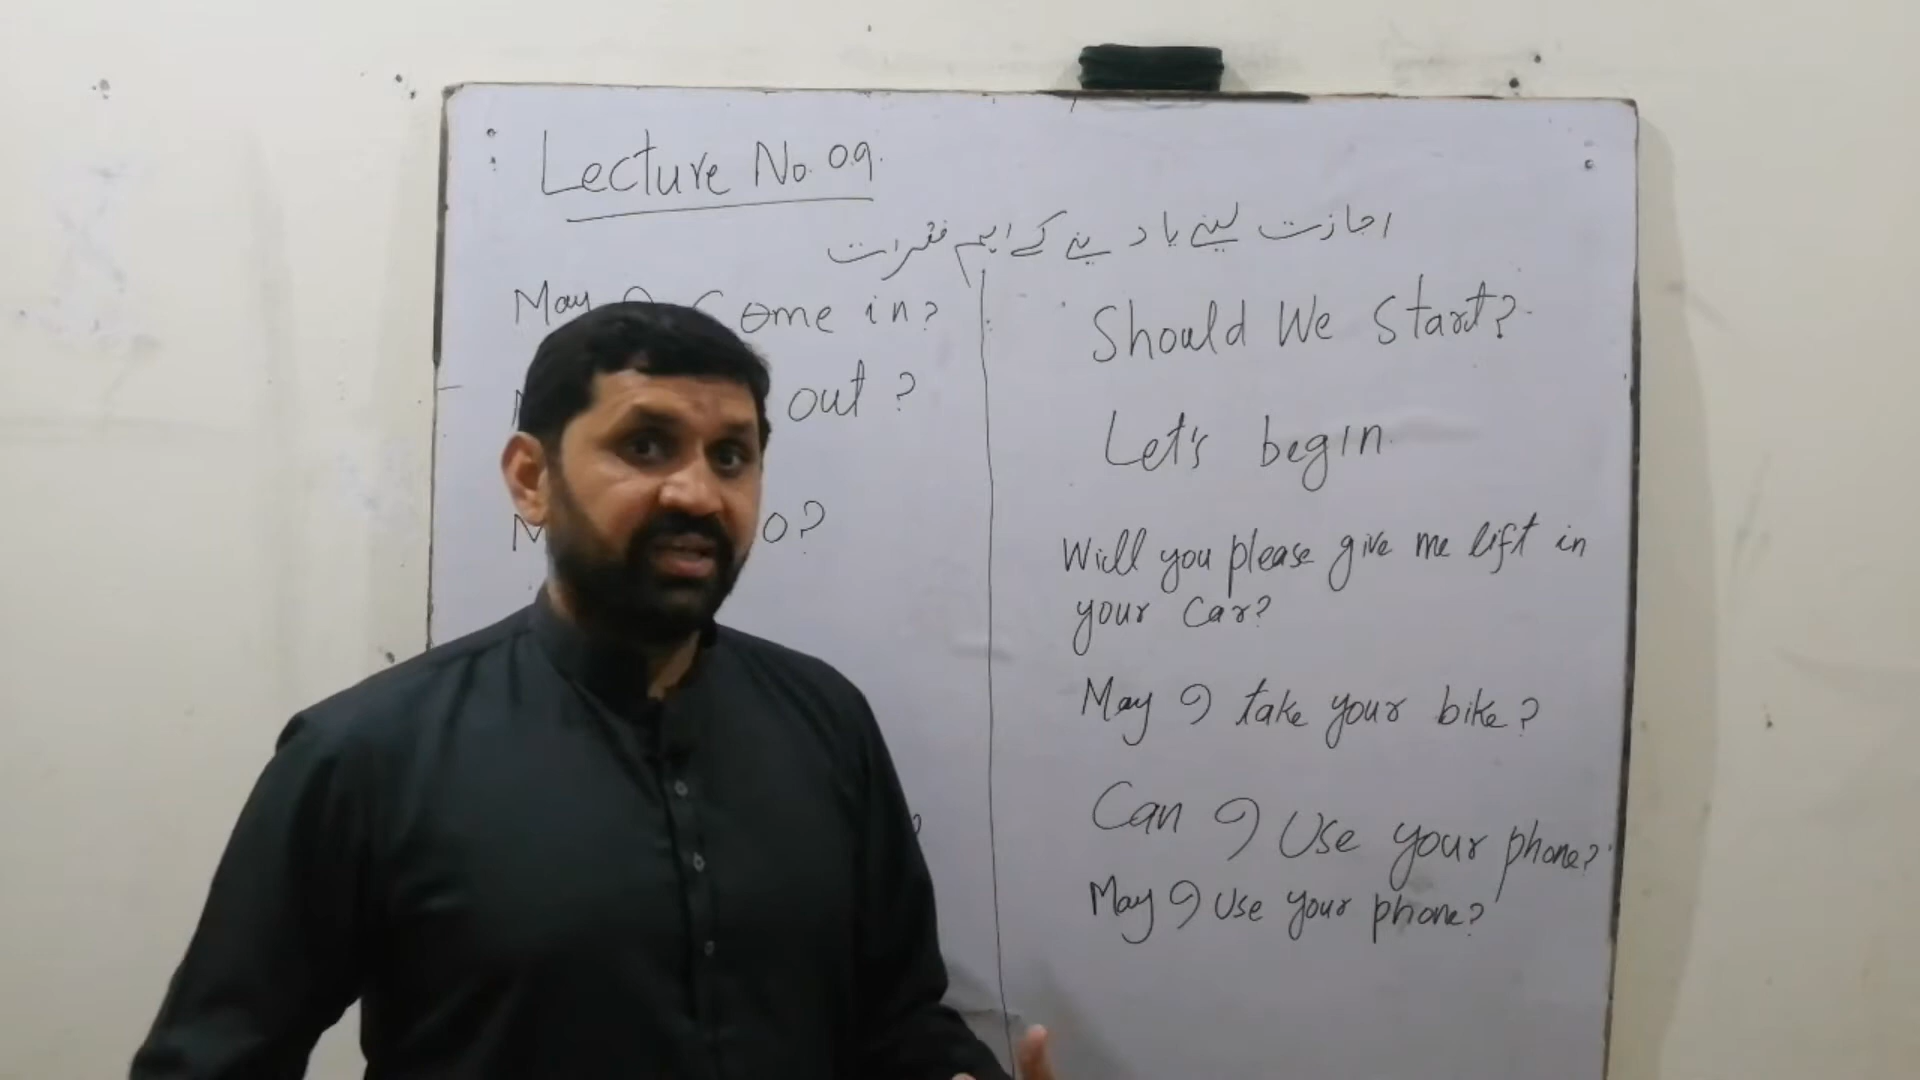 Lecture No. 09.
اجازت لینے یا دینے کے اہم فقرات
May I Come in?
out ?
o?
?
Should We Start?
Let's begin.
Will you please give me lift in
your Car?
May I take your bike?
Can I Use your phone?
May I Use your phone?